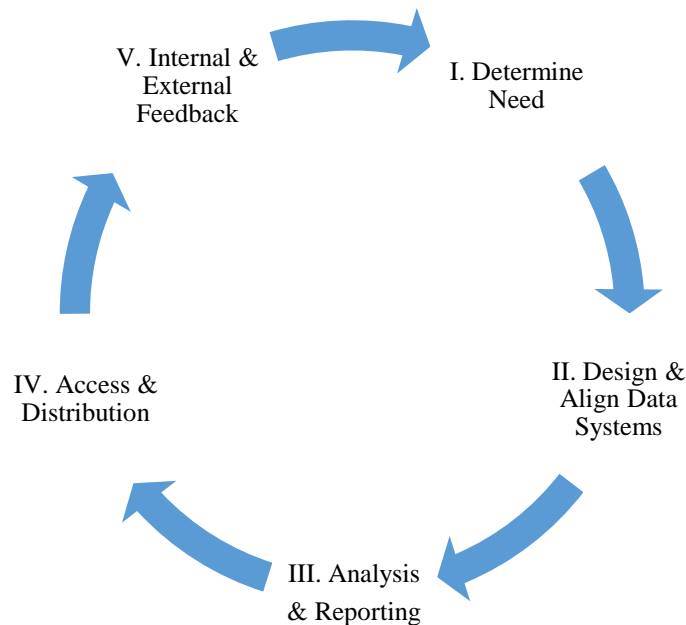 I. Determine
Need
II. Design &
Align Data
Systems
III. Analysis
& Reporting
IV. Access &
Distribution
V. Internal &
External
Feedback